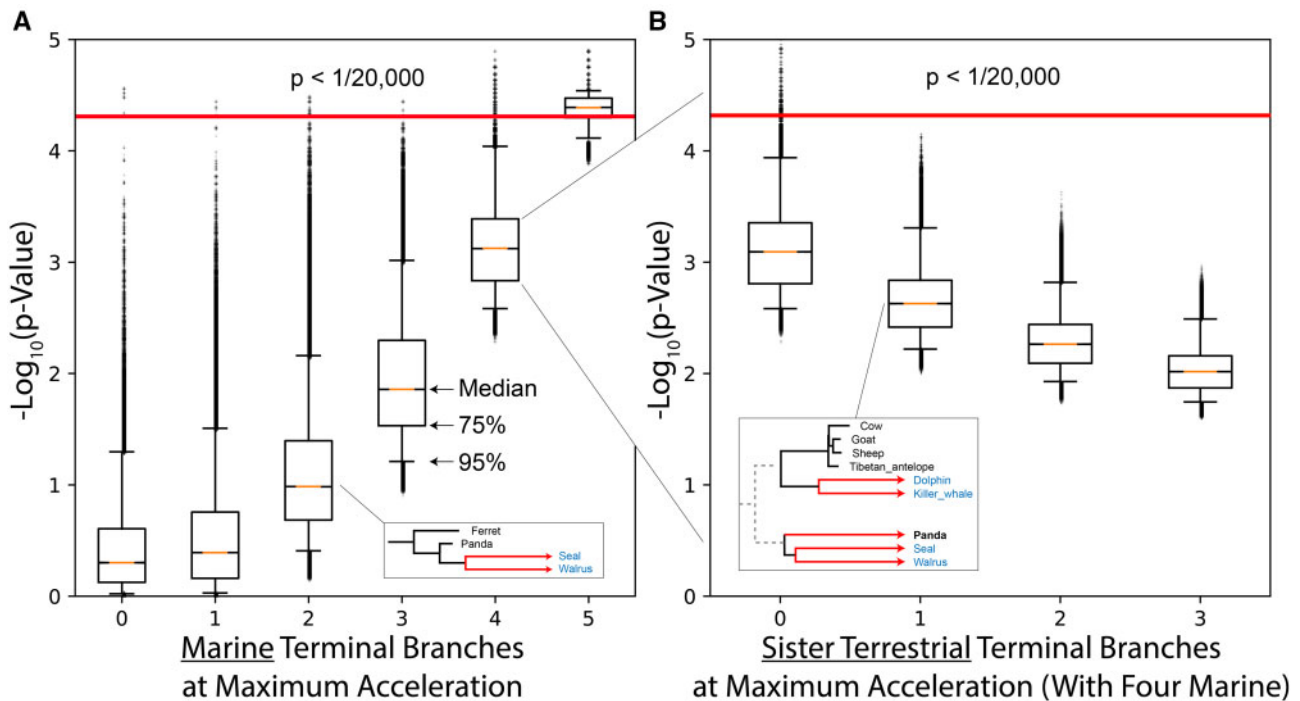 A
B
5
4
3
2
1
0
-Log10(p-Value)
p < 1/20,000
Median
75%
95%
Ferret
Panda
Seal
Walrus
0 1 2 3 4 5
Marine Terminal Branches
at Maximum Acceleration
5
4
3
2
1
0
-Log10(p-Value)
p < 1/20,000
Cow
Goat
Sheep
Tibetan_antelope
Dolphin
Killer_whale
Panda
Seal
Walrus
0 1 2 3
Sister Terrestrial Terminal Branches
at Maximum Acceleration (With Four Marine)